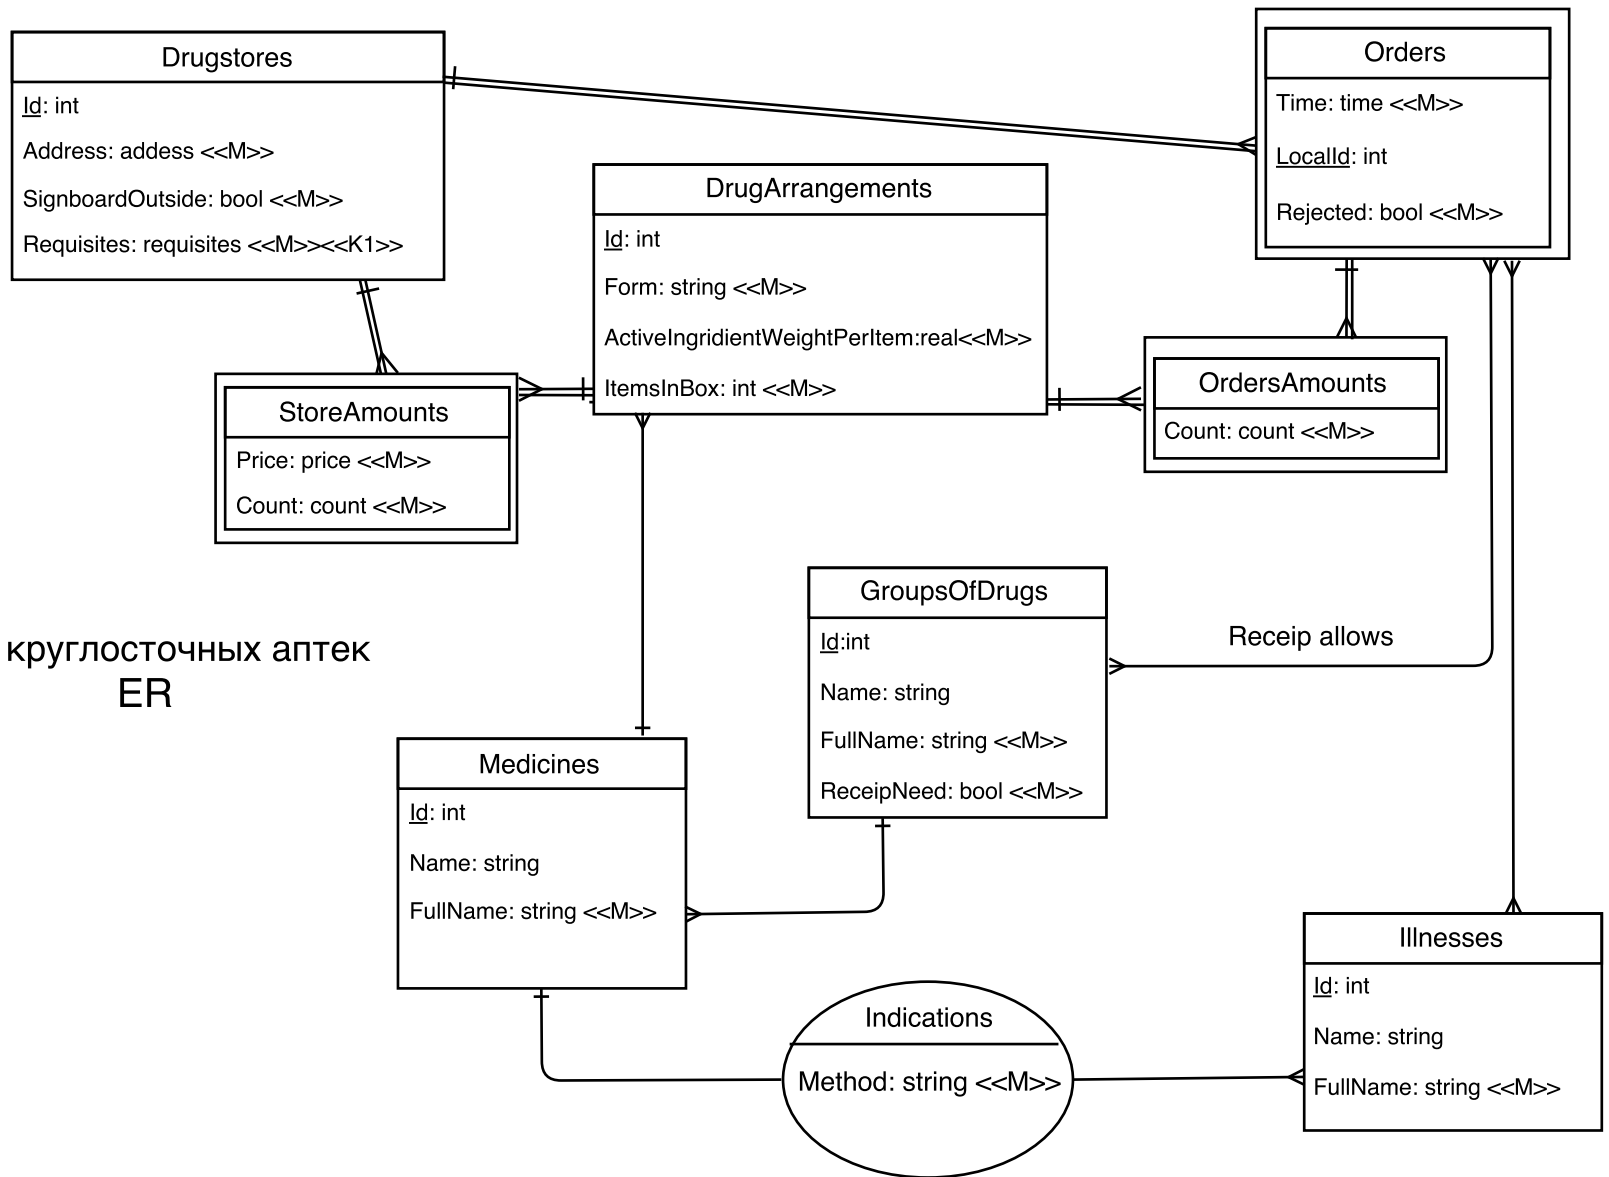 Drugstores
Id: int
Address: addess <<M>>
SignboardOutside: bool <<M>>
Requisites: requisites <<M>><<K1>>
Orders
Time: time <<M>>
LocalId: int
Rejected: bool <<M>>
DrugArrangements
Id: int
Form: string <<M>>
ActiveIngridientWeightPerItem:real<<M>>
ItemsInBox: int <<M>>
StoreAmounts
Price: price <<M>>
Count: count <<M>>
OrdersAmounts
Count: count <<M>>
GroupsOfDrugs
Id:int
Name: string
FullName: string <<M>>
ReceipNeed: bool <<M>>
Receip allows
круглосточных аптек
ER
Medicines
Id: int
Name: string
FullName: string <<M>>
Indications
Method: string <<M>>
Illnesses
Id: int
Name: string
FullName: string <<M>>